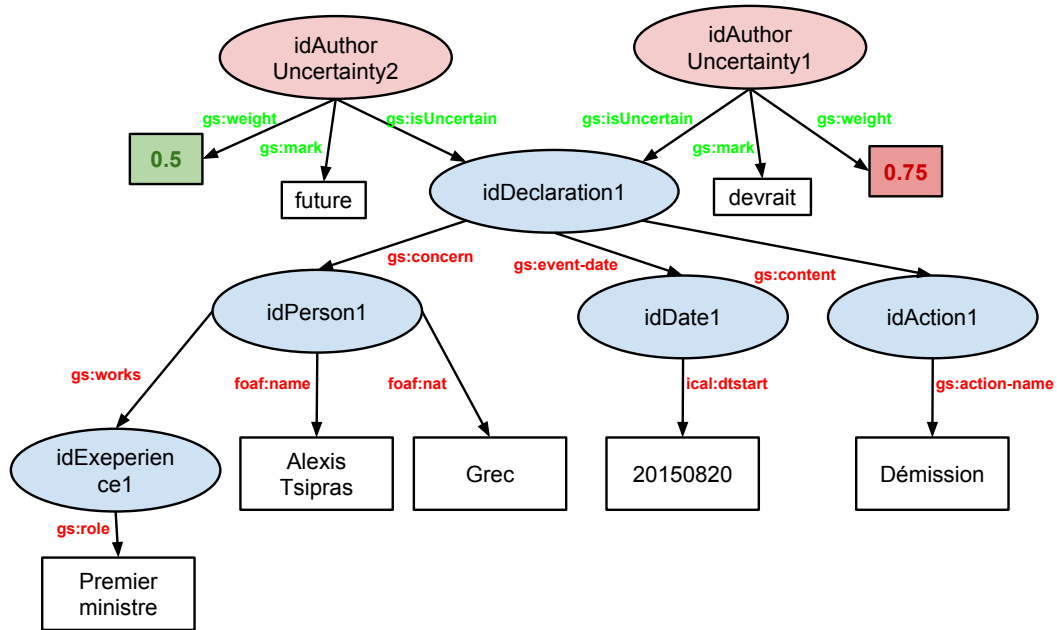 idAuthor
Uncertainty2
idAuthor
Uncertainty1
gs:weight
gs:isUncertain
gs:isUncertain
gs:weight
gs:mark
gs:mark
0.5
future
idDeclaration1
devrait
0.75
gs:concern
gs:event-date
gs:content
idPerson1
idDate1
idAction1
gs:works
foaf:name
foaf:nat
ical:dtstart
gs:action-name
idExeperien
ce1
Alexis
Tsipras
Grec
20150820
Démission
gs:role
Premier
ministre